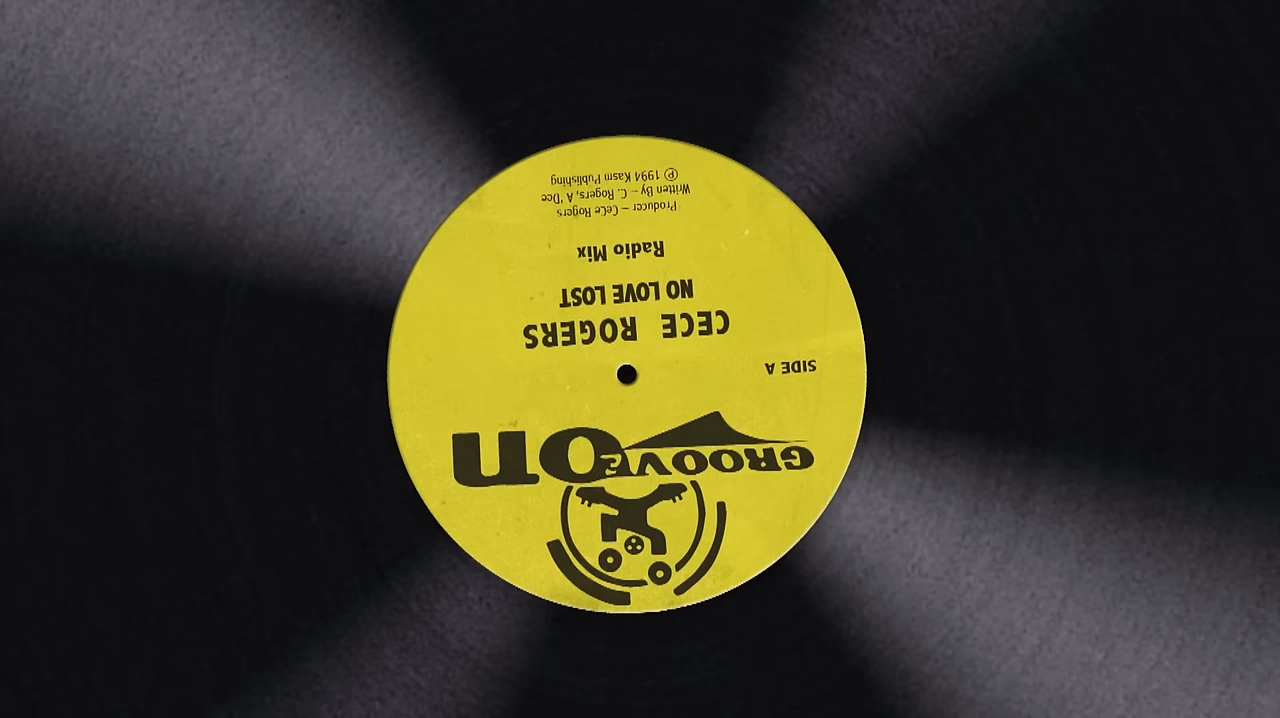 GROOVE on
SIDE A
CECE ROGERS
NO LOVE LOST
Radio Mix
Producer – CeCe Rogers
Written By – C. Rogers, A 'Dee
℗ 1994 Kasm Publishing